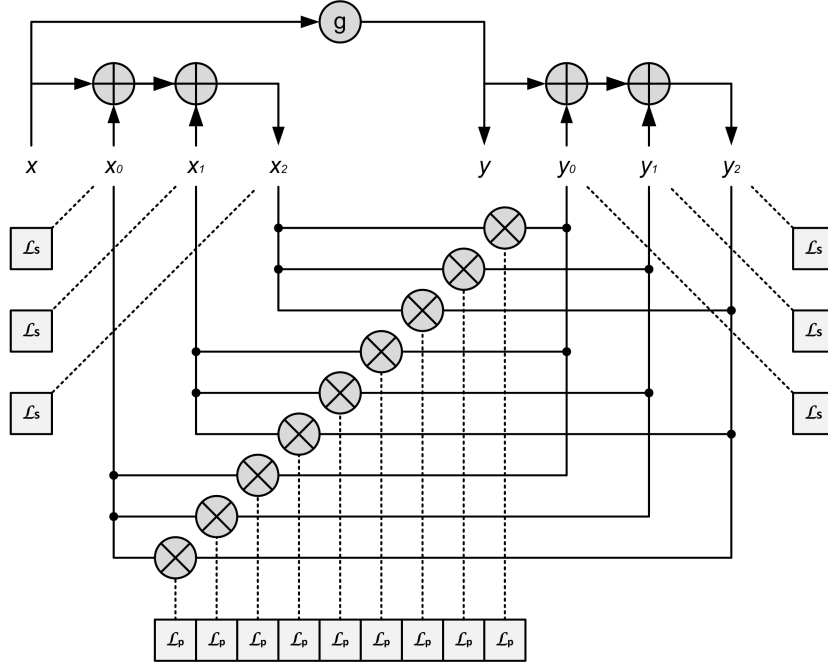 g
x x₀ x₁ x₂ y y₀ y₁ y₂
ℒs ℒs
ℒs ℒs
ℒs ℒs
ℒp ℒp ℒp ℒp ℒp ℒp ℒp ℒp ℒp